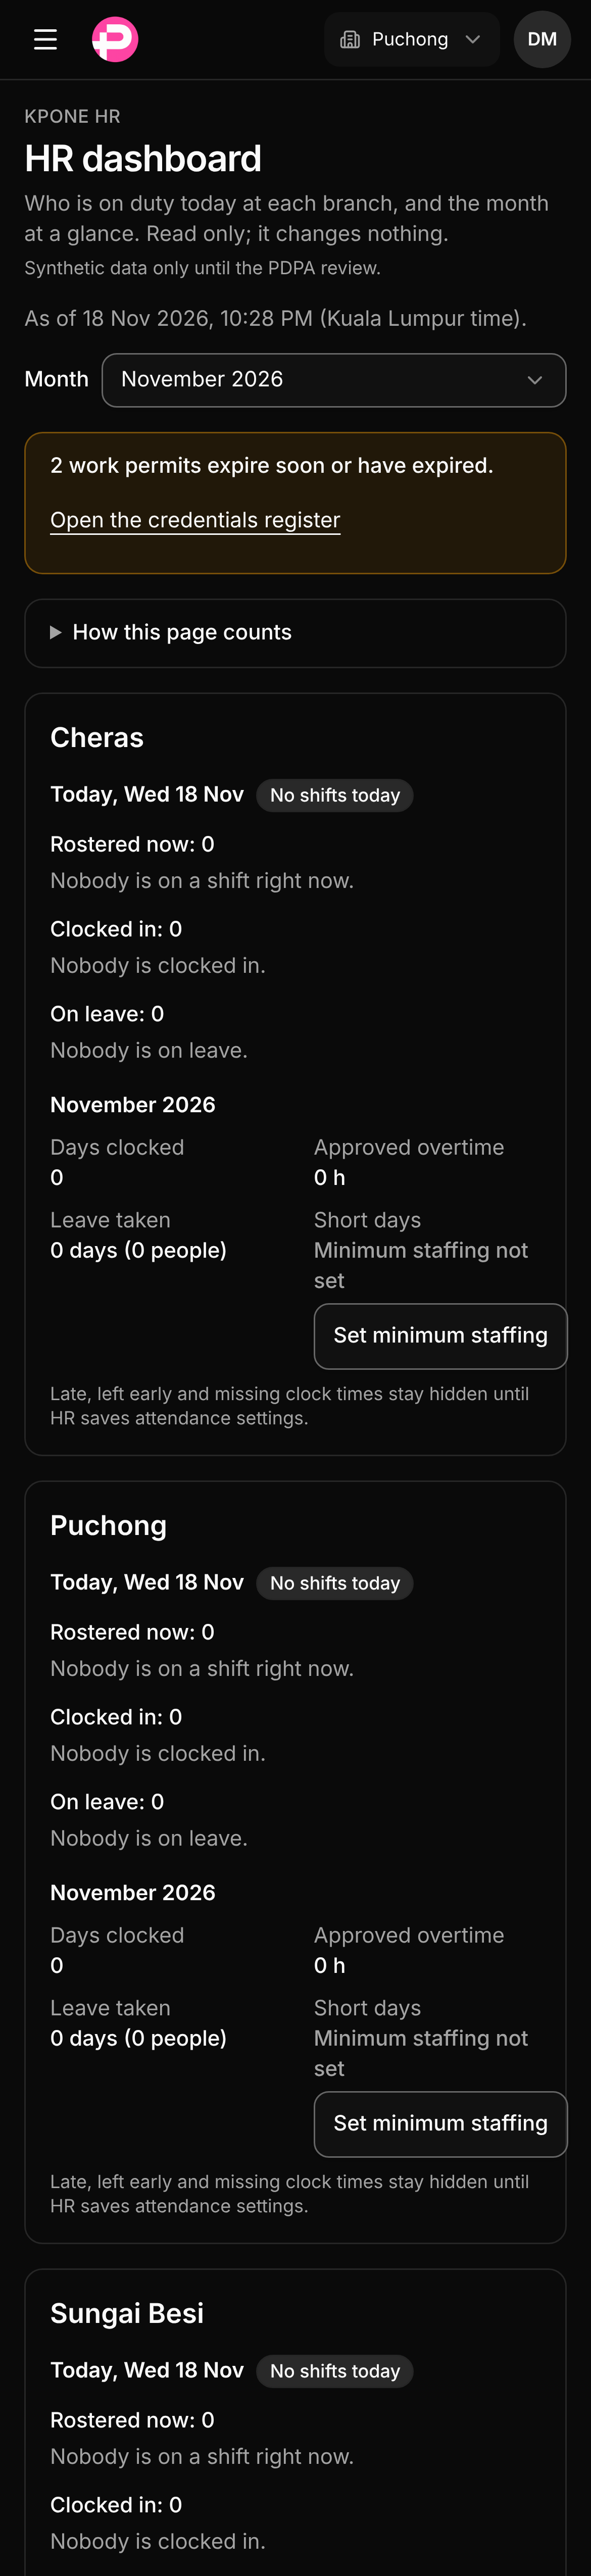 Puchong
DM
KPONE HR
HR dashboard
Who is on duty today at each branch, and the month
at a glance. Read only; it changes nothing.
Synthetic data only until the PDPA review.
As of 18 Nov 2026, 10:28 PM (Kuala Lumpur time).
Month
November 2026
2 work permits expire soon or have expired.
Open the credentials register
How this page counts
Cheras
Today, Wed 18 Nov
No shifts today
Rostered now: 0
Nobody is on a shift right now.
Clocked in: 0
Nobody is clocked in.
On leave: 0
Nobody is on leave.
November 2026
Days clocked
0
Approved overtime
0 h
Leave taken
0 days (0 people)
Short days
Minimum staffing not
set
Set minimum staffing
Late, left early and missing clock times stay hidden until
HR saves attendance settings.
Puchong
Today, Wed 18 Nov
No shifts today
Rostered now: 0
Nobody is on a shift right now.
Clocked in: 0
Nobody is clocked in.
On leave: 0
Nobody is on leave.
November 2026
Days clocked
0
Approved overtime
0 h
Leave taken
0 days (0 people)
Short days
Minimum staffing not
set
Set minimum staffing
Late, left early and missing clock times stay hidden until
HR saves attendance settings.
Sungai Besi
Today, Wed 18 Nov
No shifts today
Rostered now: 0
Nobody is on a shift right now.
Clocked in: 0
Nobody is clocked in.